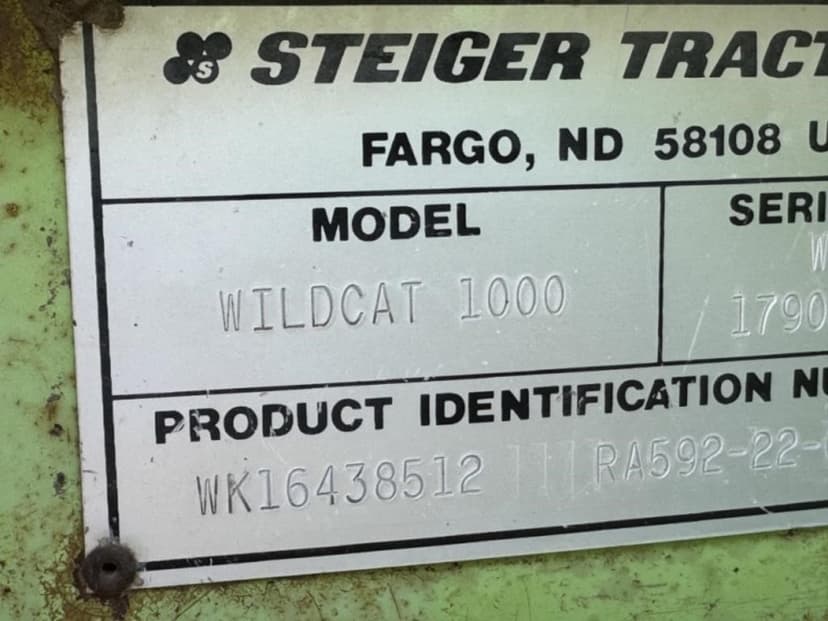 STEIGER TRACT
FARGO, ND 58108 U
MODEL
SERI
W
WILDCAT 1000
1790
PRODUCT IDENTIFICATION NU
WK16438512 RA592-22-